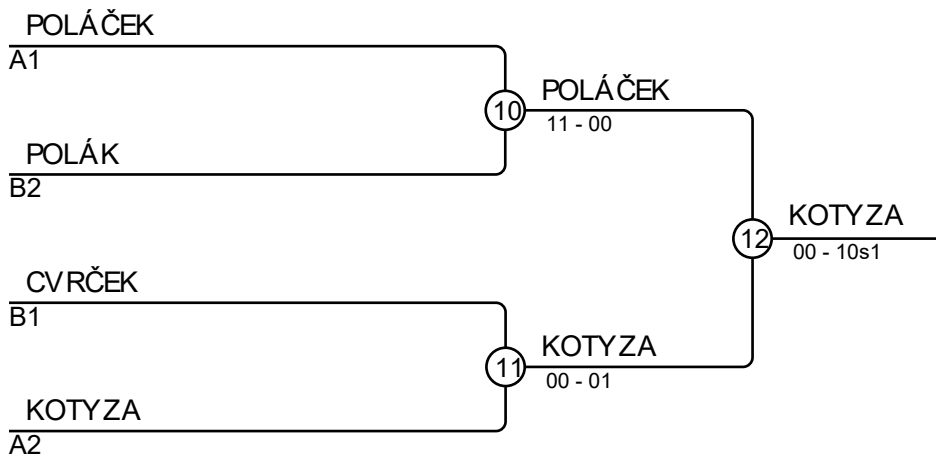 POLÁČEK
A1
10
POLÁČEK
11 - 00
POLÁK
B2
12
KOTYZA
00 - 10s1
CVRČEK
B1
11
KOTYZA
00 - 01
KOTYZA
A2